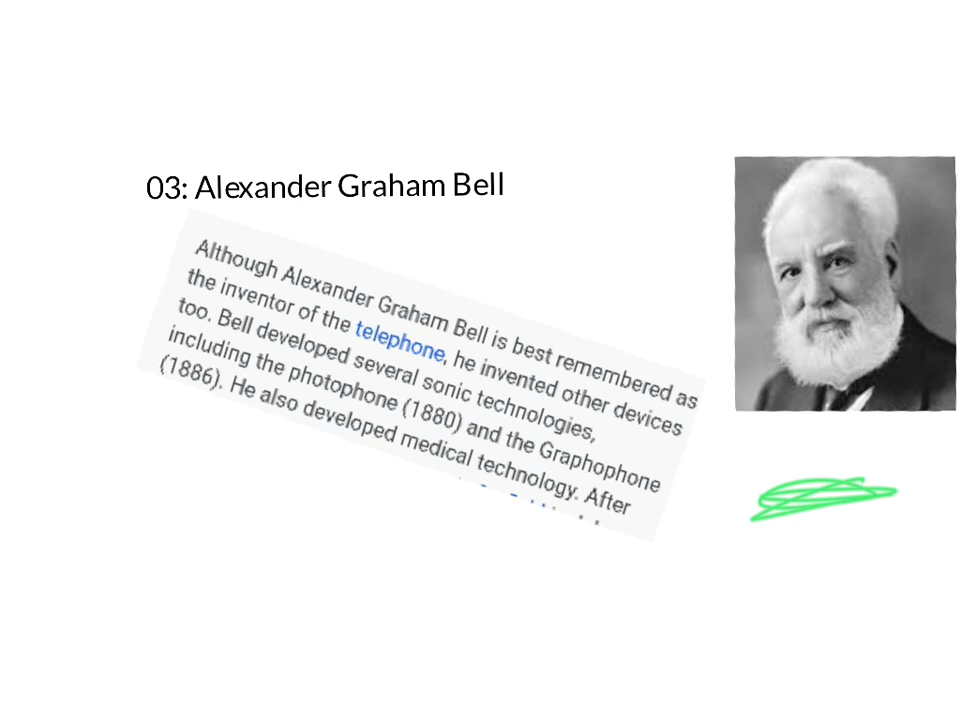 03: Alexander Graham Bell
Although Alexander Graham Bell is best remembered as
the inventor of the telephone, he invented other devices
too. Bell developed several sonic technologies,
including the photophone (1880) and the Graphophone
(1886). He also developed medical technology. After